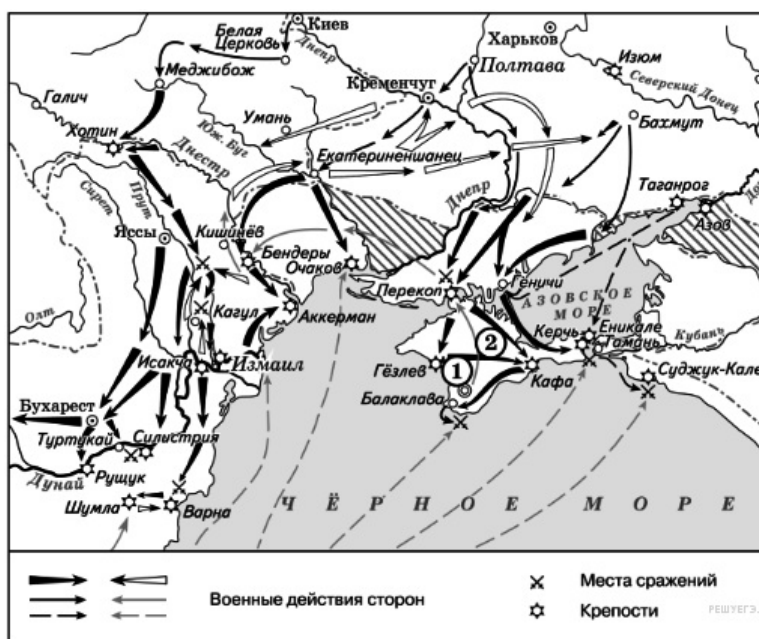 Киев
Белая
Церковь
Днепр
Харьков
Изюм
Полтава
Меджибож
Северский Донец
Кременчуг
Галич
Умань
Бахмут
Хотин
Юж. Буг
Днестр
Екатериненшанец
Днепр
Таганрог
Прут
Сирет
Азов
Яссы
Кишинёв
Бендеры
Очаков
Геничи
Перекоп
АЗОВСКОЕ
МОРЕ
Олт
Кагул
Аккерман
Еникале
Керчь
Тамань
Кубань
2
1
Исакча
Измаил
Гёзлев
Кафа
Суджук-Кале
Балаклава
Бухарест
Туртукай
Силистрия
Дунай
Рущук
Шумла
Варна
ЧЁРНОЕ МОРЕ
Военные действия сторон
Места сражений
Крепости
РЕШУЕГЭ.